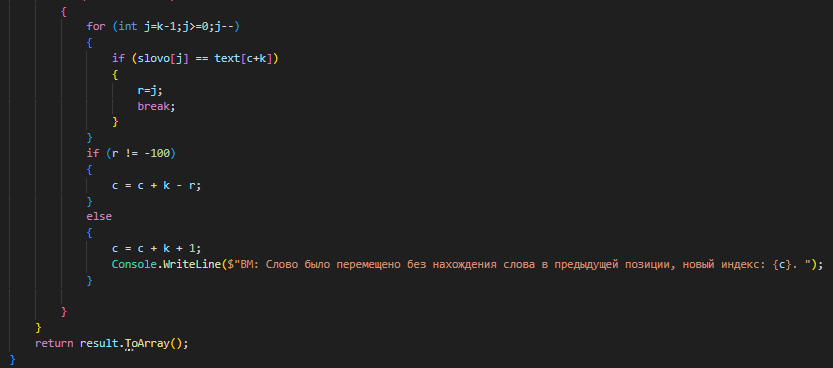 {
for (int j=k-1;j>=0;j--)
{
if (slovo[j] == text[c+k])
{
r=j;
break;
}
}
if (r != -100)
{
c = c + k - r;
}
else
{
c = c + k + 1;
Console.WriteLine($"BM: Слово было перемещено без нахождения слова в предыдущей позиции, новый индекс: {c}. ");
}
}
}
return result.ToArray();
}